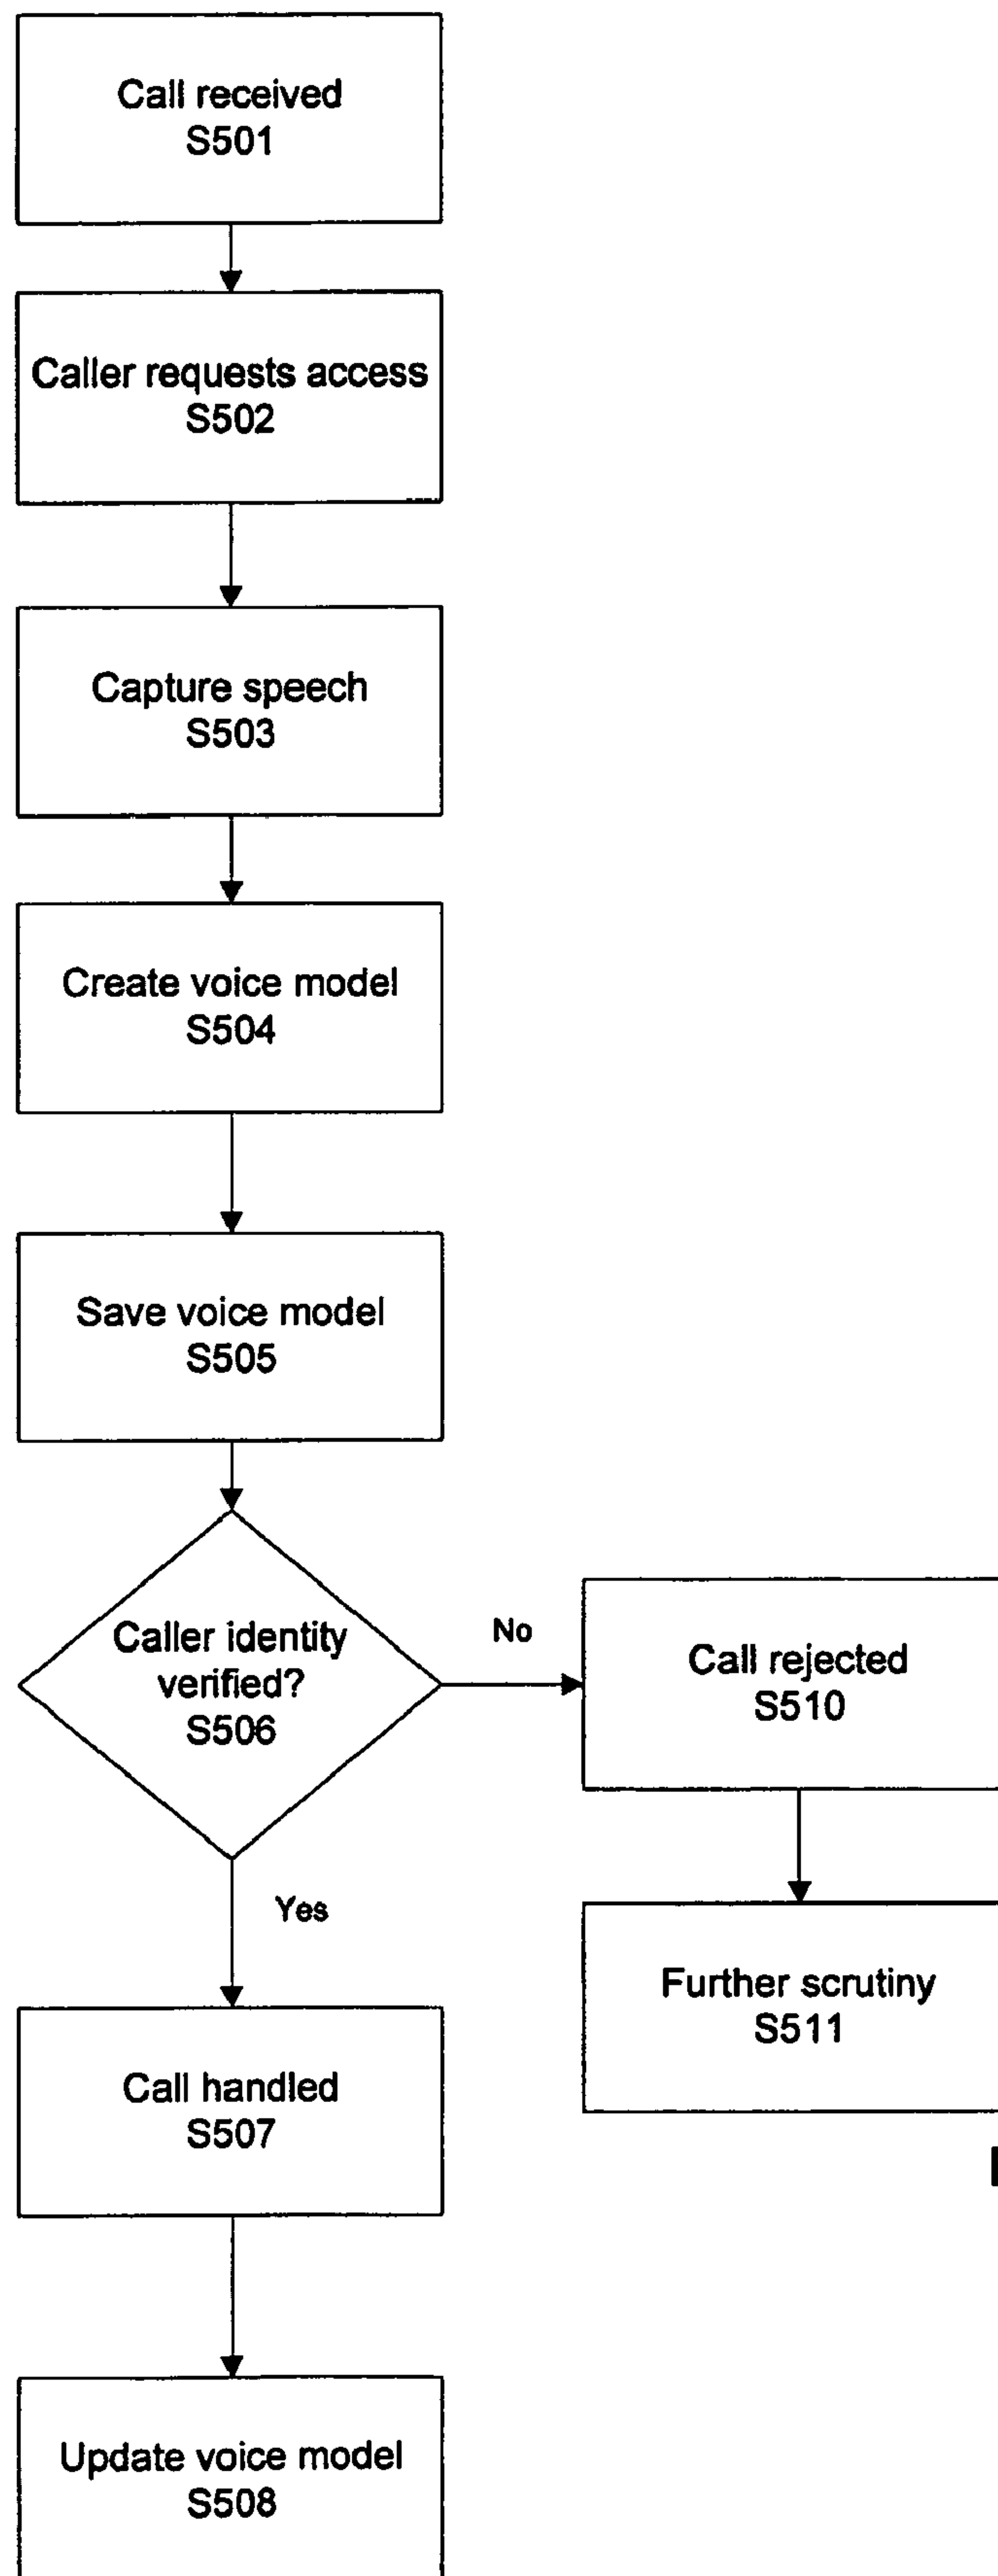 Call received
S501
Caller requests access
S502
Capture speech
S503
Create voice model
S504
Save voice model
S505
Caller identity
verified?
S506
No
Call rejected
S510
Yes
Further scrutiny
S511
Call handled
S507
Update voice model
S508